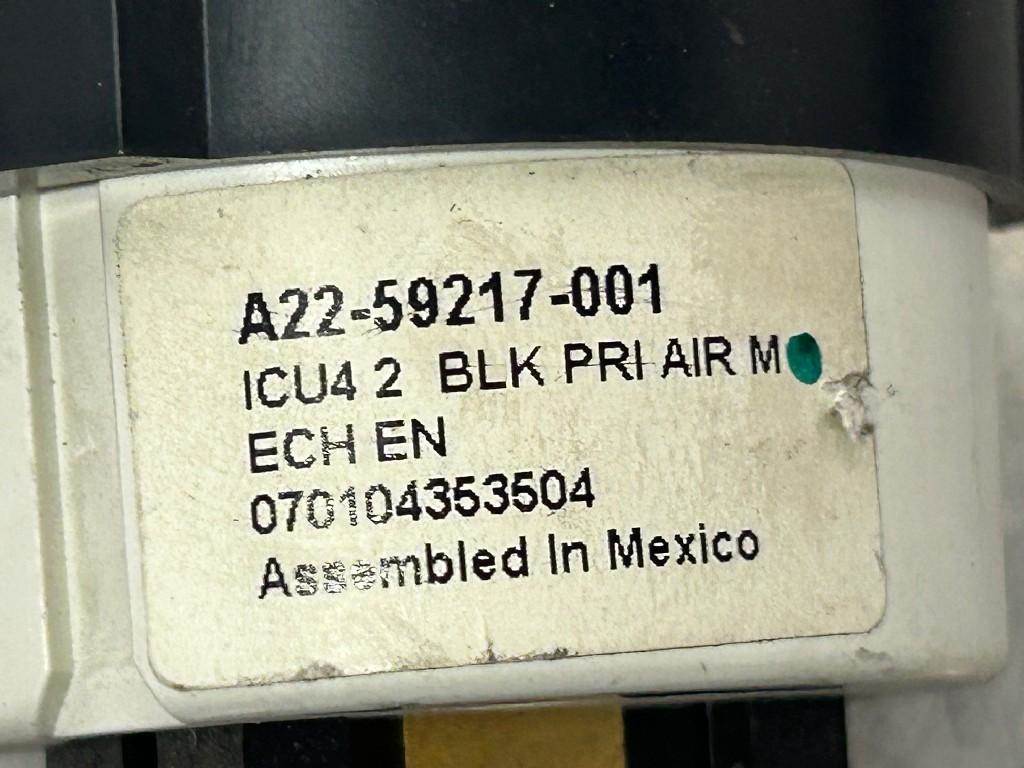 A22-59217-001
ICU4 2 BLK PRI AIR M
ECH EN
070104353504
Assembled In Mexico